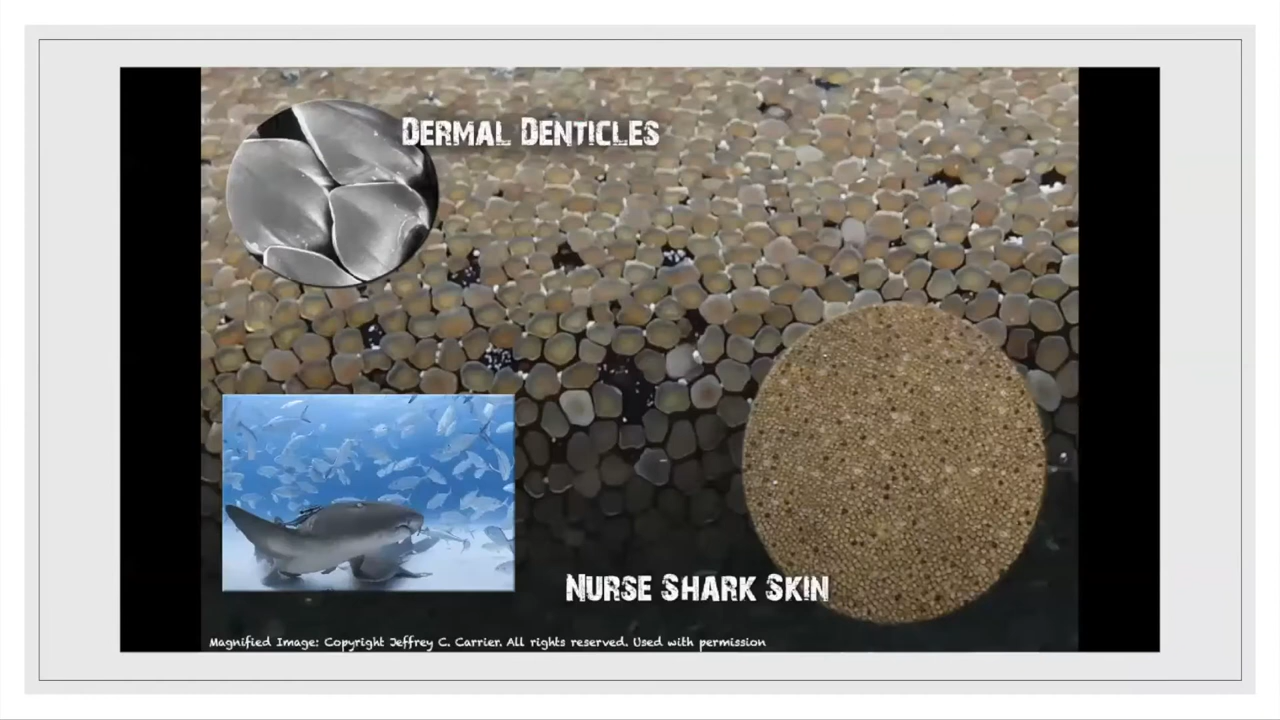 Dermal Denticles
Nurse Shark Skin
Magnified Image: Copyright Jeffrey C. Carrier. All rights reserved. Used with permission